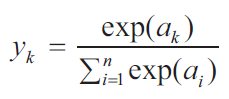 y_k = exp(a_k) / ∑_{i=1}^{n} exp(a_i)